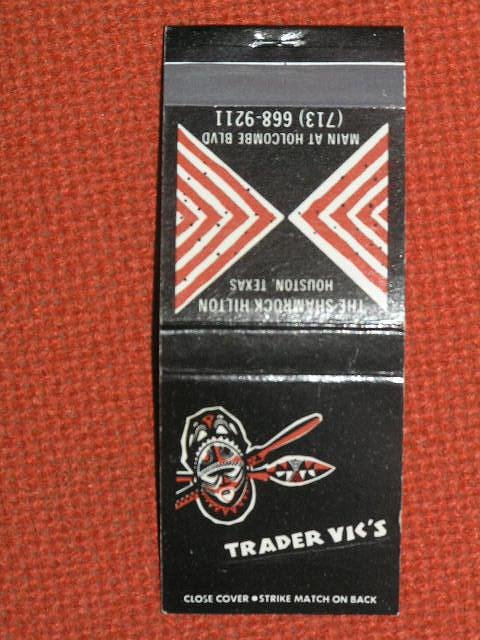 THE SHAMROCK HILTON
HOUSTON, TEXAS
MAIN AT HOLCOMBE BLVD
(713) 668-9211
TRADER VIC'S
CLOSE COVER • STRIKE MATCH ON BACK